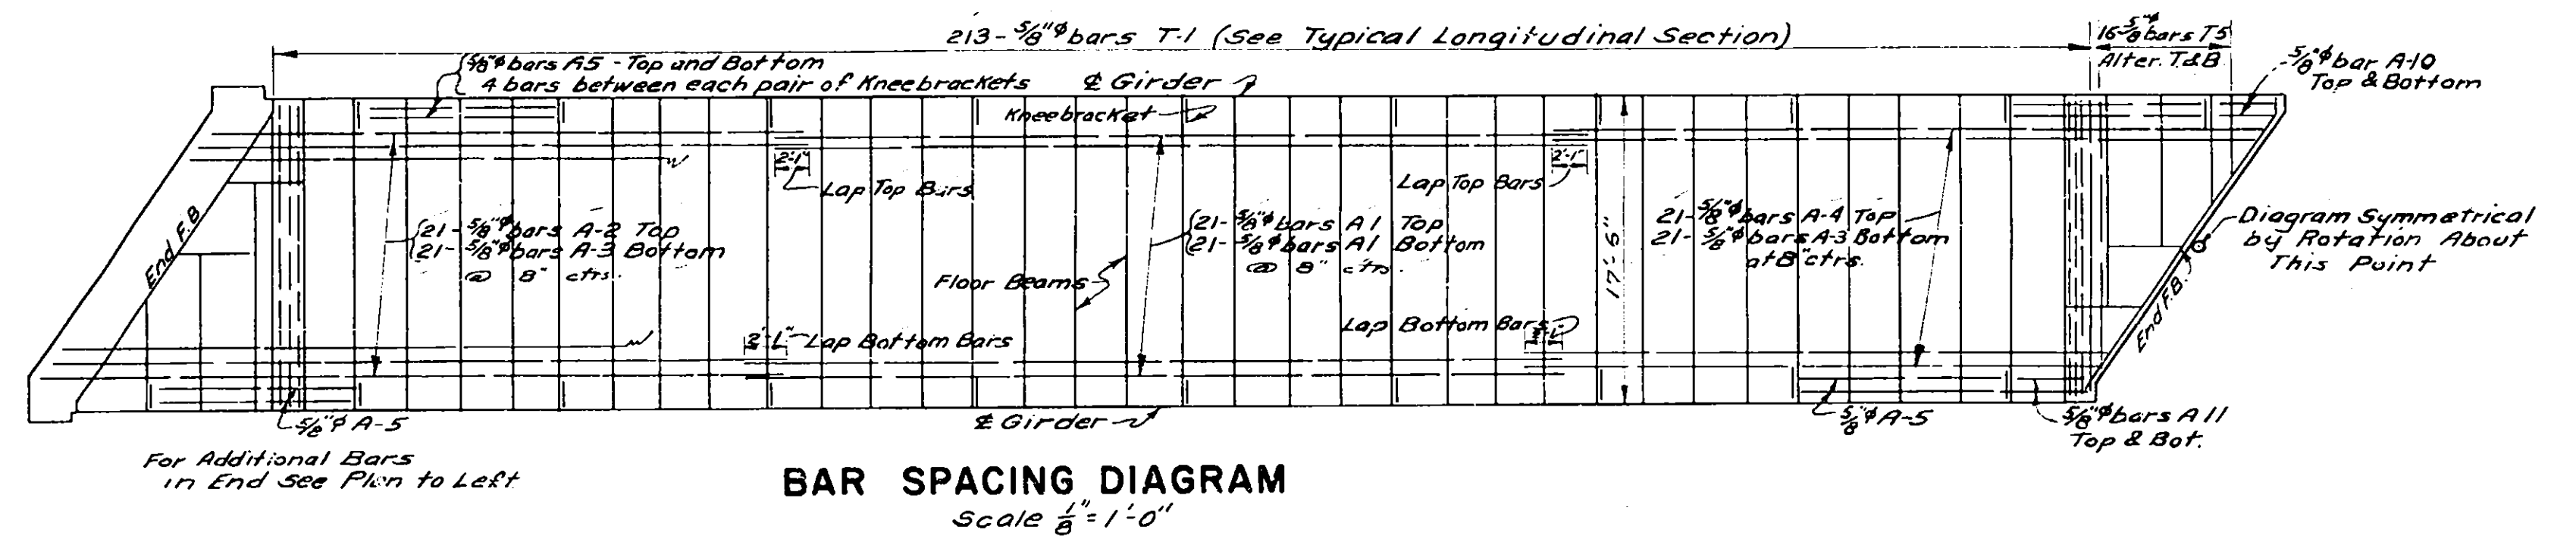 213-5/8"ϕ bars T-1 (See Typical Longitudinal Section)
16 5/8"ϕ bars T5
Alter. T&B.
5/8"ϕ bars A5 - Top and Bottom
4 bars between each pair of Kneebrackets
℄ Girder
5/8"ϕ bar A-10
Top & Bottom
Kneebracket
2'-1"
Lap Top Bars
2'-1"
Lap Top Bars
End F.B.
21-5/8"ϕ bars A-2 Top
21-5/8"ϕ bars A-3 Bottom
@ 8" ctrs.
21-5/8"ϕ bars A1 Top
21-5/8"ϕ bars A1 Bottom
@ 8" ctrs.
Floor Beams
17'-6"
21-5/8"ϕ bars A-4 Top
21-5/8"ϕ bars A-3 Bottom
at 8" ctrs.
Diagram Symmetrical
by Rotation About
This Point
End F.B.
2'-1"
Lap Bottom Bars
Lap Bottom Bars
2'-1"
5/8"ϕ A-5
℄ Girder
5/8"ϕ A-5
5/8"ϕ bars A11
Top & Bot.
For Additional Bars
in End see Plan to Left
BAR SPACING DIAGRAM
Scale 1/8" = 1'-0"